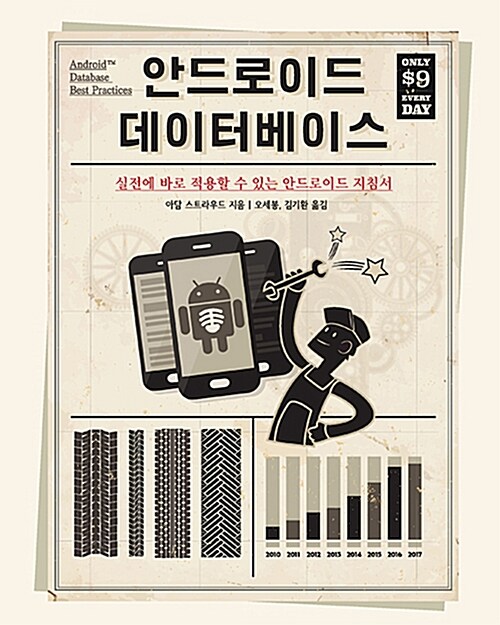 Android™
Database
Best Practices
안드로이드
데이터베이스
ONLY
$9
EVERY
DAY
실전에 바로 적용할 수 있는 안드로이드 지침서
아담 스트라우드 지음 | 오세봉, 김기환 옮김
2010 2011 2012 2013 2014 2015 2016 2017